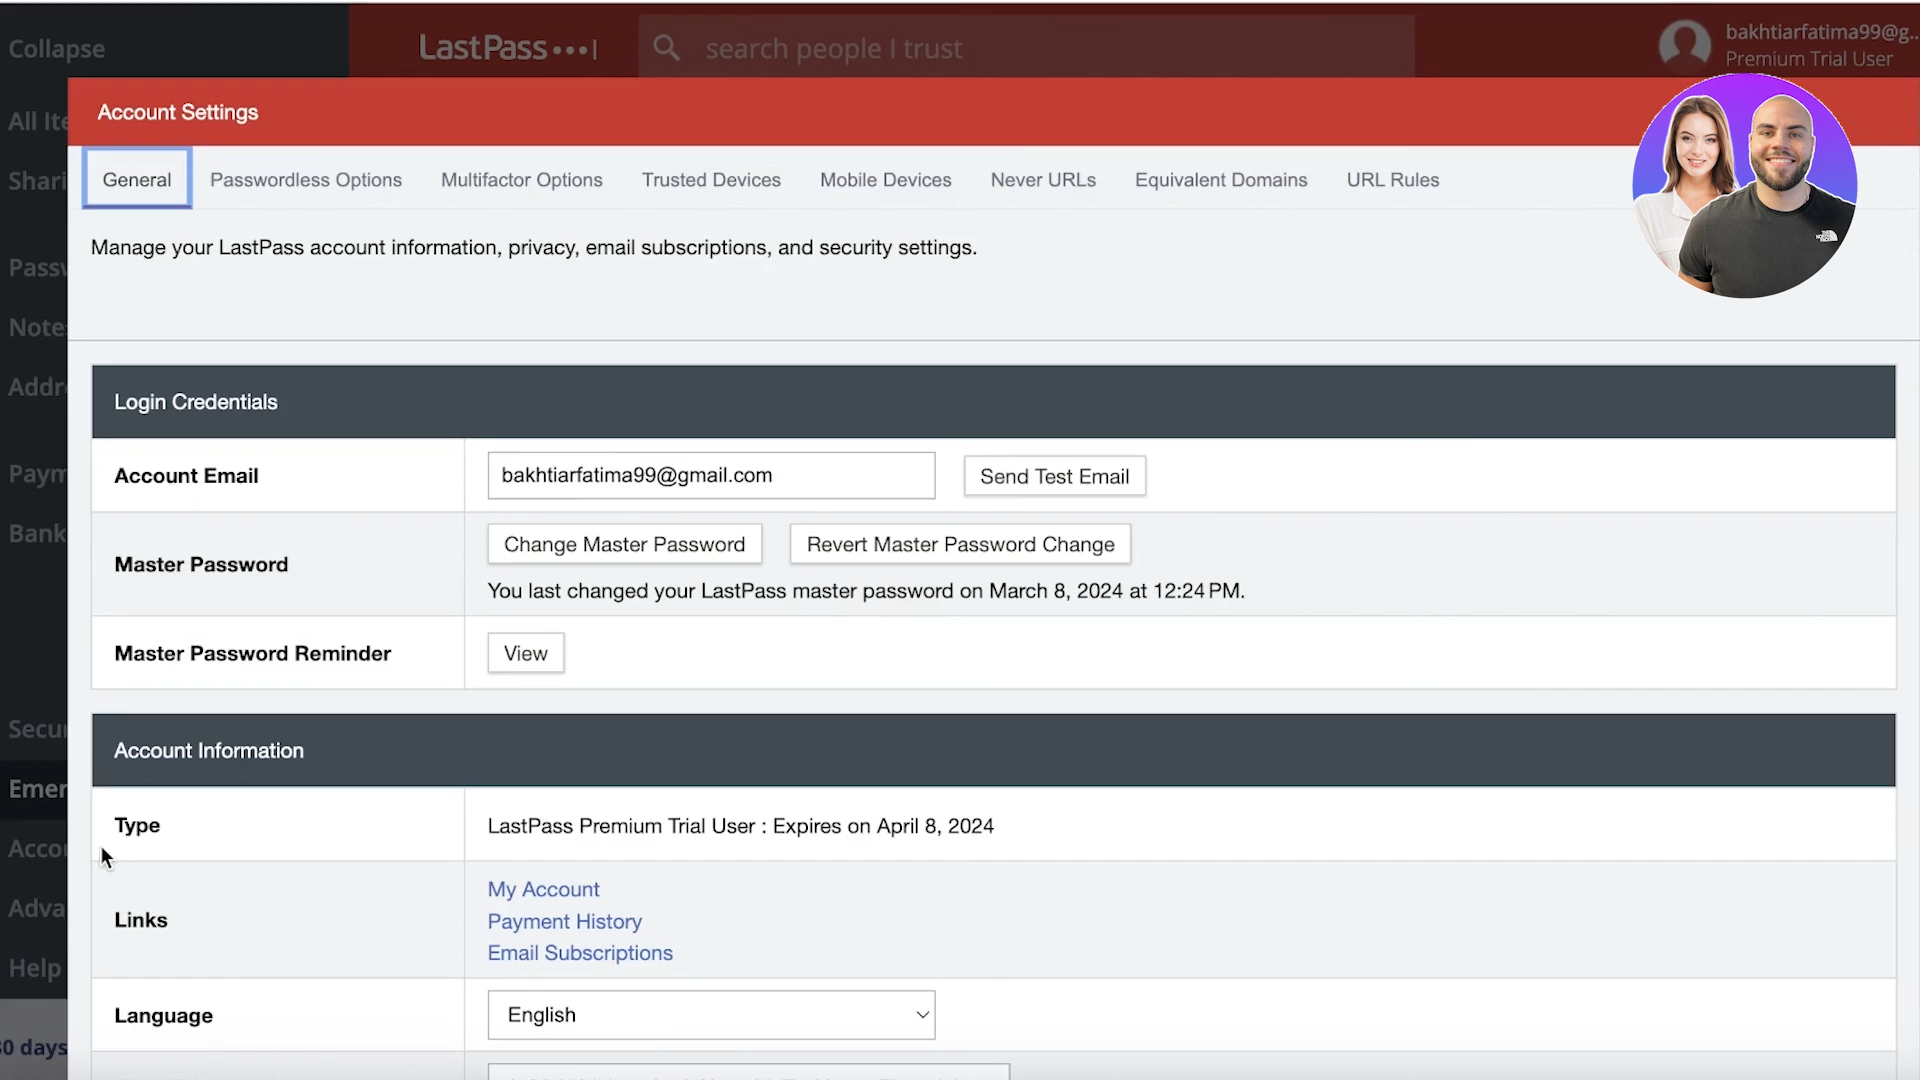 Collapse
LastPass
search people I trust
bakhtiarfatima99@g..
Premium Trial User
Account Settings
General Passwordless Options Multifactor Options Trusted Devices Mobile Devices Never URLs Equivalent Domains URL Rules
Manage your LastPass account information, privacy, email subscriptions, and security settings.
All Ite
Shari
Passw
Note
Addr
Paym
Bank
Secur
Emer
Acco
Adva
Help
30 days
Login Credentials
Account Email bakhtiarfatima99@gmail.com Send Test Email
Master Password Change Master Password Revert Master Password Change
You last changed your LastPass master password on March 8, 2024 at 12:24 PM.
Master Password Reminder View
Account Information
Type LastPass Premium Trial User : Expires on April 8, 2024
Links My Account
Payment History
Email Subscriptions
Language English